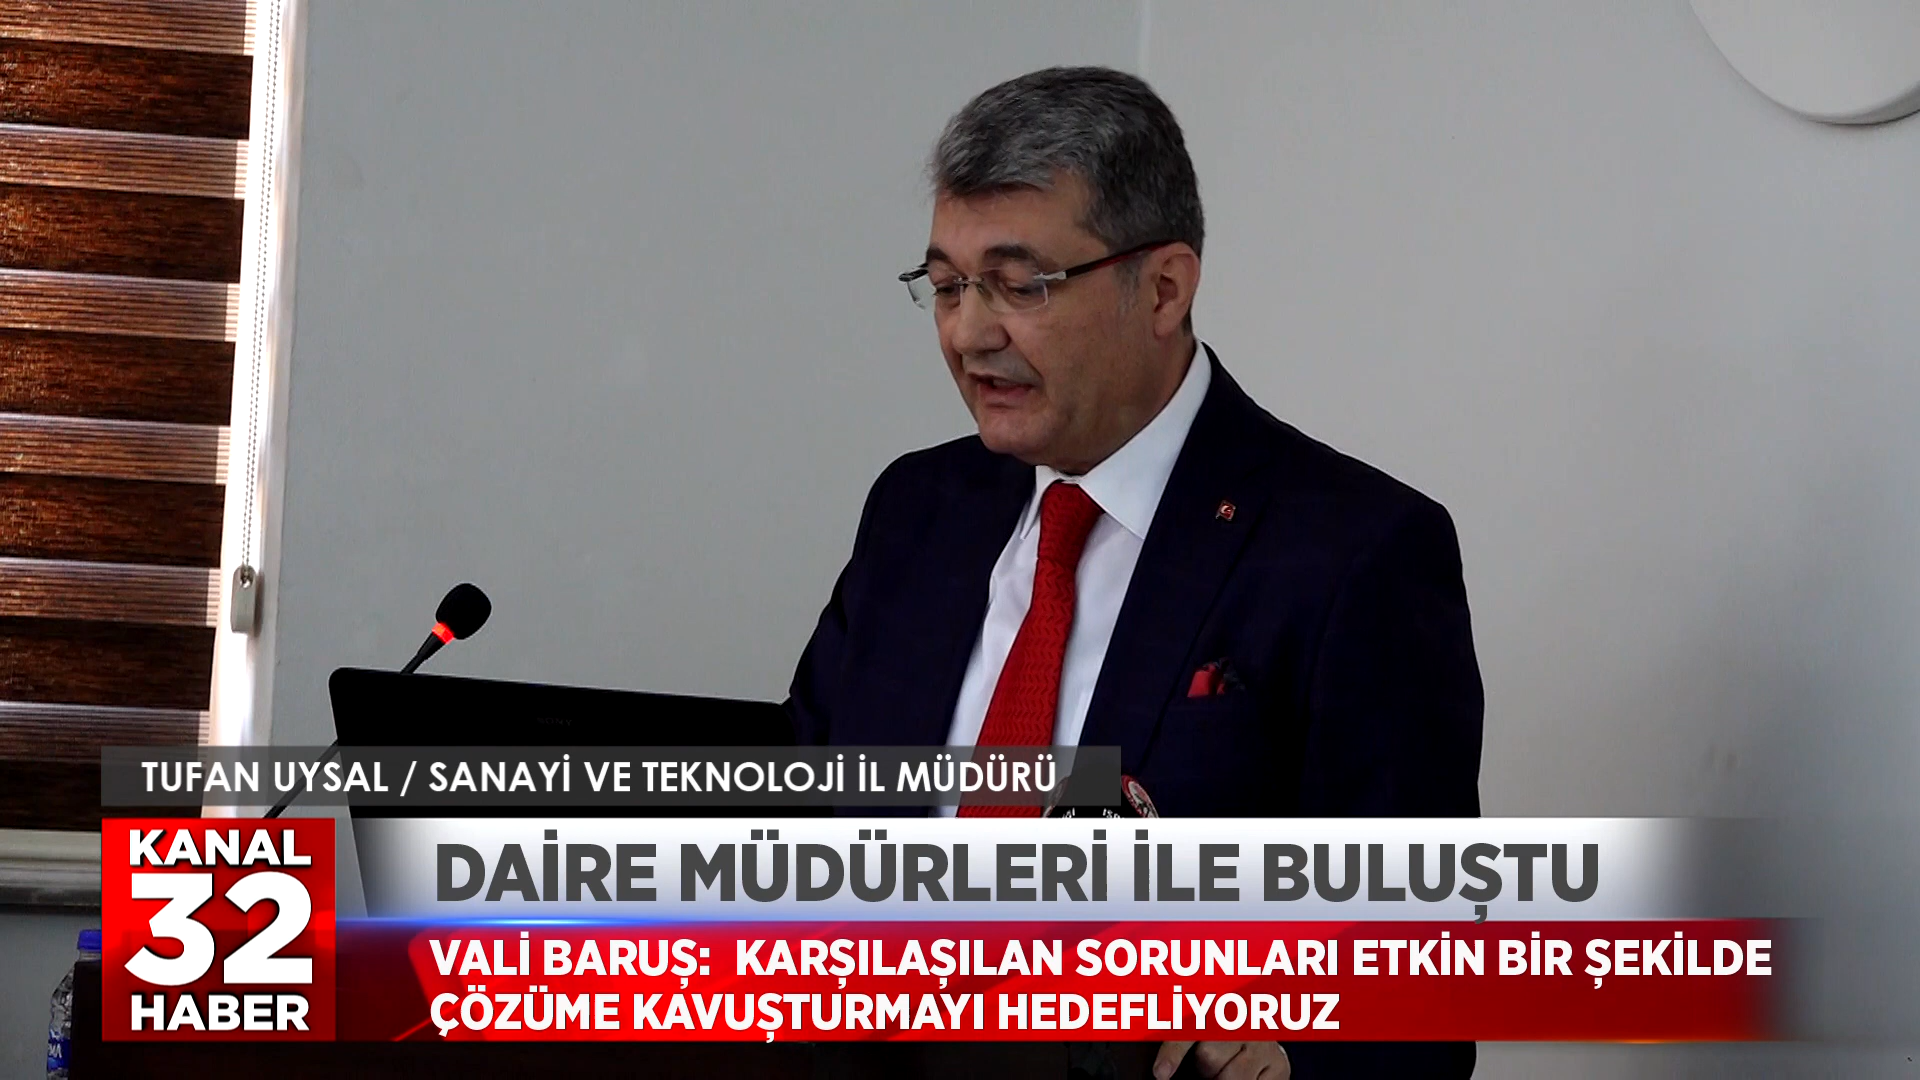 SONY
TUFAN UYSAL / SANAYİ VE TEKNOLOJİ İL MÜDÜRÜ
KANAL
32
HABER
DAİRE MÜDÜRLERİ İLE BULUŞTU
VALİ BARUŞ: KARŞILAŞILAN SORUNLARI ETKİN BİR ŞEKİLDE
ÇÖZÜME KAVUŞTURMAYI HEDEFLİYORUZ